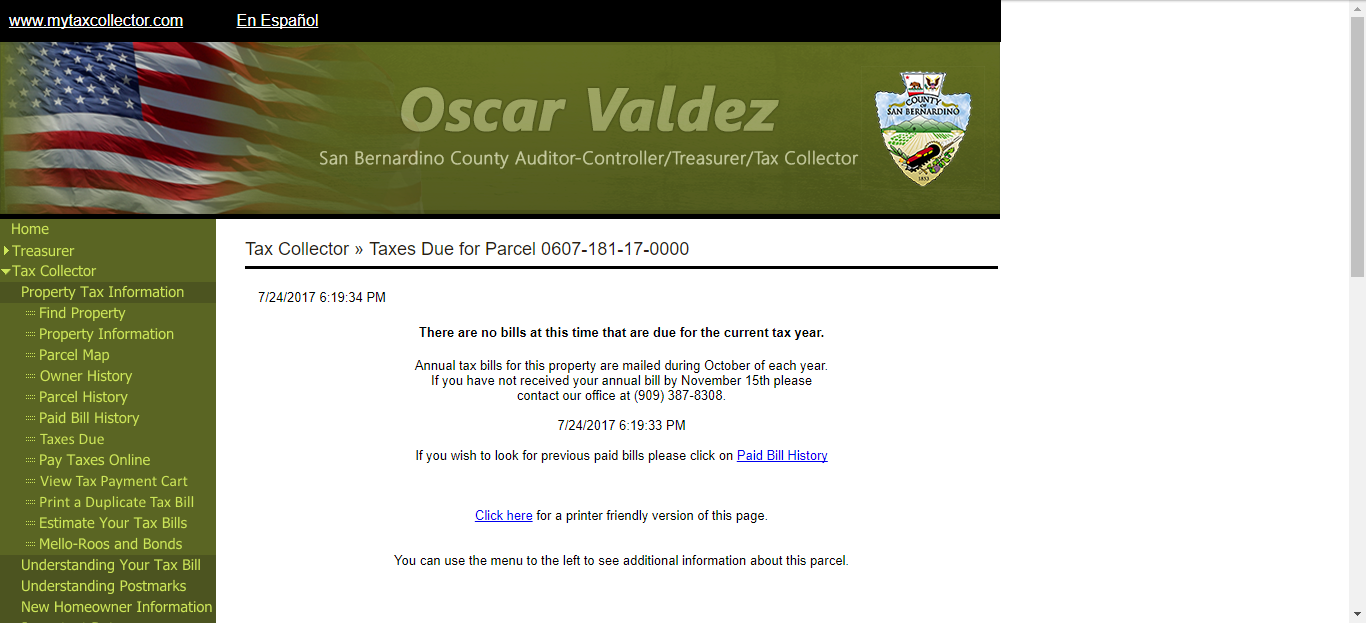 www.mytaxcollector.com En Español
Oscar Valdez
San Bernardino County Auditor-Controller/Treasurer/Tax Collector
COUNTY
OF
SAN BERNARDINO
1853
Home
Treasurer
Tax Collector
Property Tax Information
Find Property
Property Information
Parcel Map
Owner History
Parcel History
Paid Bill History
Taxes Due
Pay Taxes Online
View Tax Payment Cart
Print a Duplicate Tax Bill
Estimate Your Tax Bills
Mello-Roos and Bonds
Understanding Your Tax Bill
Understanding Postmarks
New Homeowner Information
Tax Collector » Taxes Due for Parcel 0607-181-17-0000
7/24/2017 6:19:34 PM
There are no bills at this time that are due for the current tax year.
Annual tax bills for this property are mailed during October of each year.
If you have not received your annual bill by November 15th please
contact our office at (909) 387-8308.
7/24/2017 6:19:33 PM
If you wish to look for previous paid bills please click on Paid Bill History
Click here for a printer friendly version of this page.
You can use the menu to the left to see additional information about this parcel.